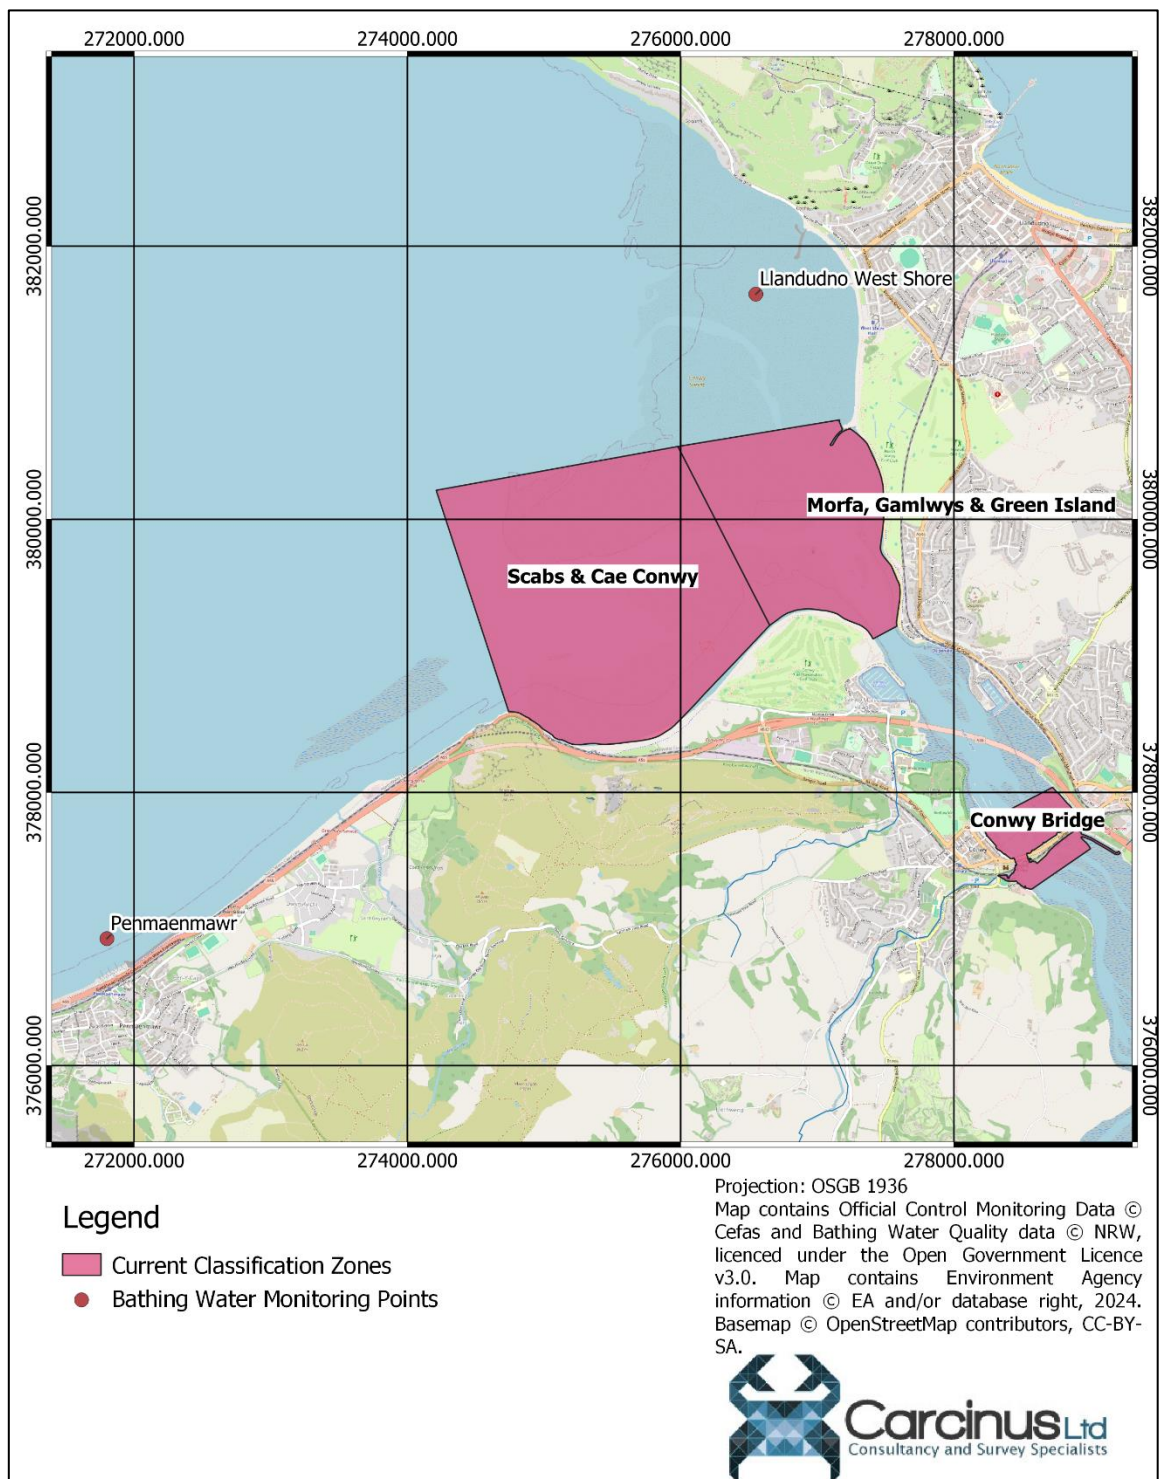 272000.000 274000.000 276000.000 278000.000
382000.000
382000.000
Llandudno West Shore
380000.000
Morfa, Gamlwys & Green Island
380000.000
Scabs & Cae Conwy
378000.000
Conwy Bridge
378000.000
Penmaenmawr
376000.000
376000.000
272000.000 274000.000 276000.000 278000.000
Legend
Current Classification Zones
Bathing Water Monitoring Points
Projection: OSGB 1936
Map contains Official Control Monitoring Data ©
Cefas and Bathing Water Quality data © NRW,
licenced under the Open Government Licence
v3.0. Map contains Environment Agency
information © EA and/or database right, 2024.
Basemap © OpenStreetMap contributors, CC-BY-
SA.
Carcinus Ltd
Consultancy and Survey Specialists